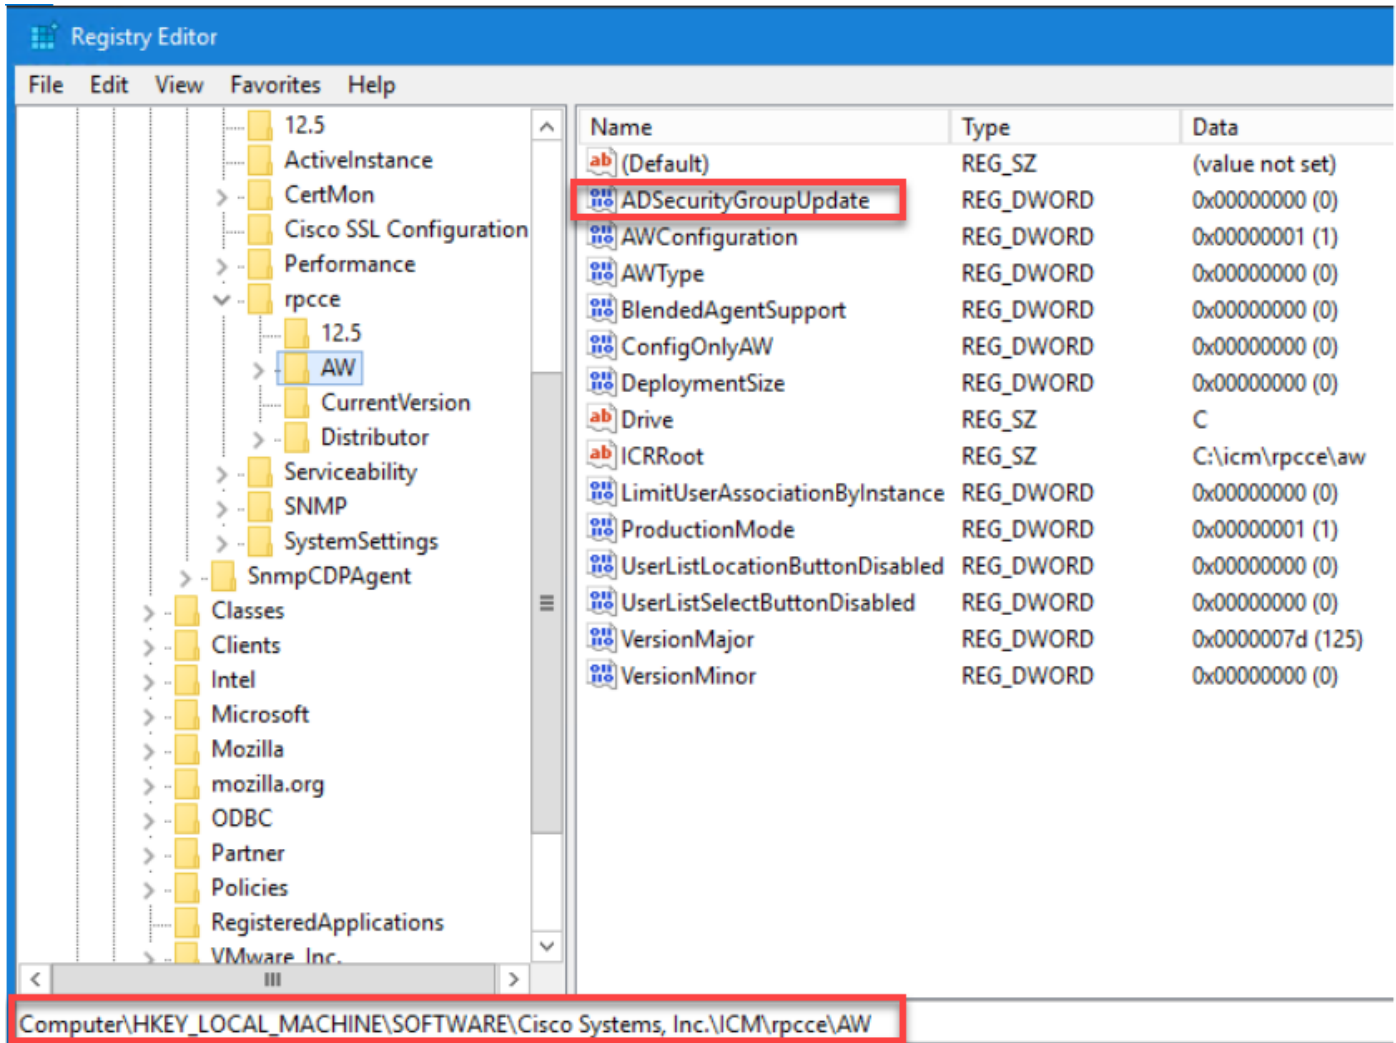 Registry Editor
File Edit View Favorites Help
12.5
ActiveInstance
CertMon
Cisco SSL Configuration
Performance
rpcce
12.5
AW
CurrentVersion
Distributor
Serviceability
SNMP
SystemSettings
SnmpCDPAgent
Classes
Clients
Intel
Microsoft
Mozilla
mozilla.org
ODBC
Partner
Policies
RegisteredApplications
VMware, Inc.
Name Type Data
(Default) REG_SZ (value not set)
ADSecurityGroupUpdate REG_DWORD 0x00000000 (0)
AWConfiguration REG_DWORD 0x00000001 (1)
AWType REG_DWORD 0x00000000 (0)
BlendedAgentSupport REG_DWORD 0x00000000 (0)
ConfigOnlyAW REG_DWORD 0x00000000 (0)
DeploymentSize REG_DWORD 0x00000000 (0)
Drive REG_SZ C
ICRRoot REG_SZ C:\icm\rpcce\aw
LimitUserAssociationByInstance REG_DWORD 0x00000000 (0)
ProductionMode REG_DWORD 0x00000001 (1)
UserListLocationButtonDisabled REG_DWORD 0x00000000 (0)
UserListSelectButtonDisabled REG_DWORD 0x00000000 (0)
VersionMajor REG_DWORD 0x0000007d (125)
VersionMinor REG_DWORD 0x00000000 (0)
Computer\HKEY_LOCAL_MACHINE\SOFTWARE\Cisco Systems, Inc.\ICM\rpcce\AW